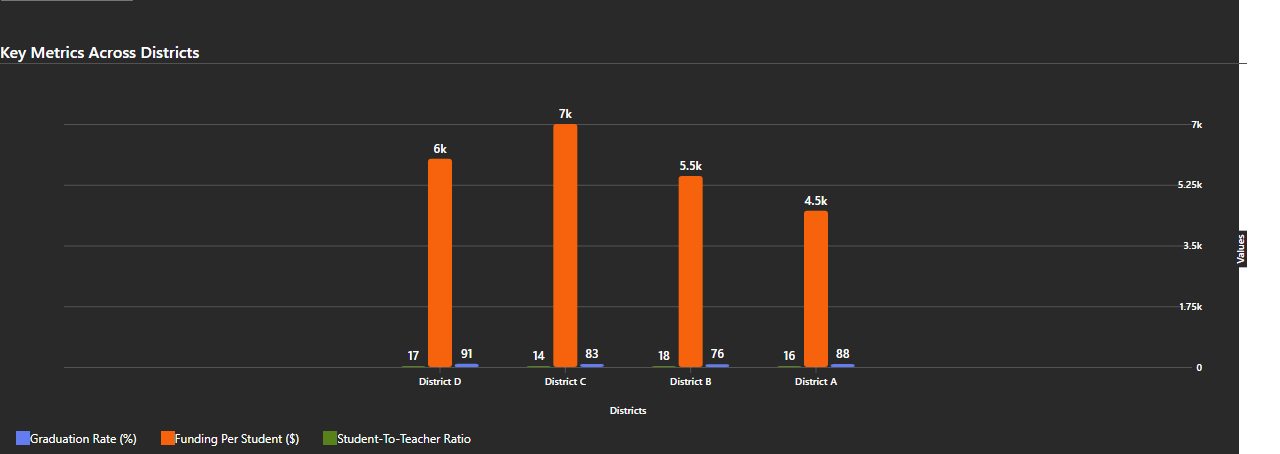 Key Metrics Across Districts
7k
6k
5.5k
4.5k
7k
5.25k
3.5k
1.75k
0
Values
17
91
14
83
18
76
16
88
District D
District C
District B
District A
Districts
Graduation Rate (%)
Funding Per Student ($)
Student-To-Teacher Ratio